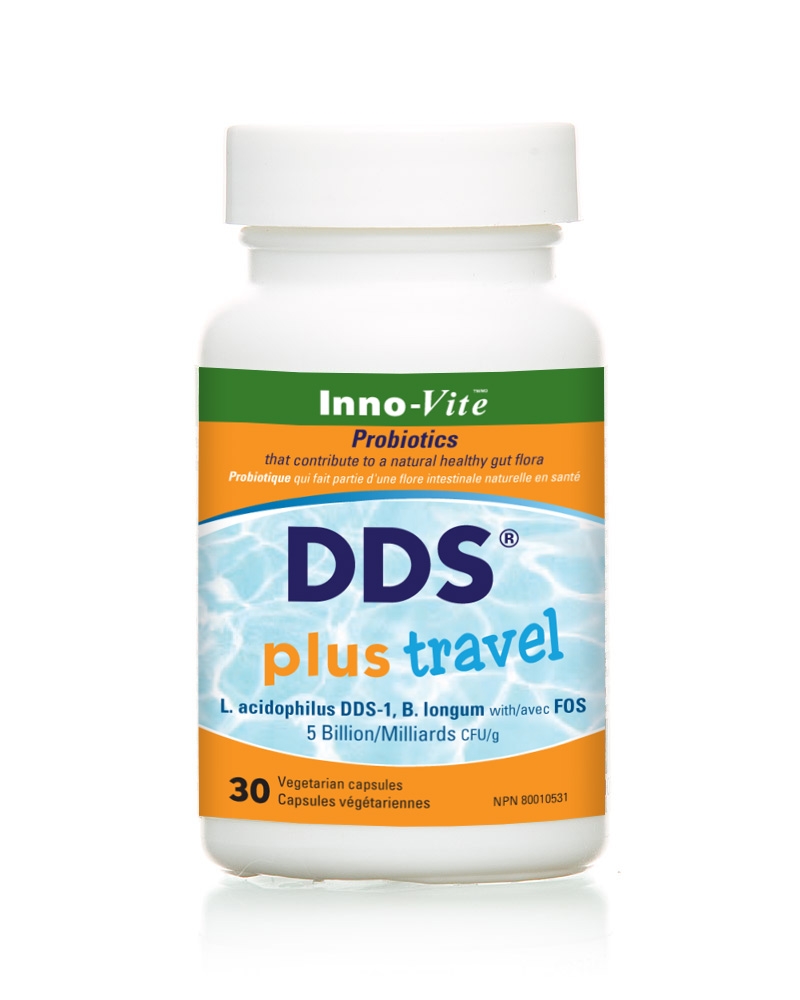 Inno-Vite TM/MD
Probiotics
that contribute to a natural healthy gut flora
Probiotique qui fait partie d'une flore intestinale naturelle en santé
DDS®
plus travel
L. acidophilus DDS-1, B. longum with/avec FOS
5 Billion/Milliards CFU/g
30 Vegetarian capsules
Capsules végétariennes
NPN 80010531